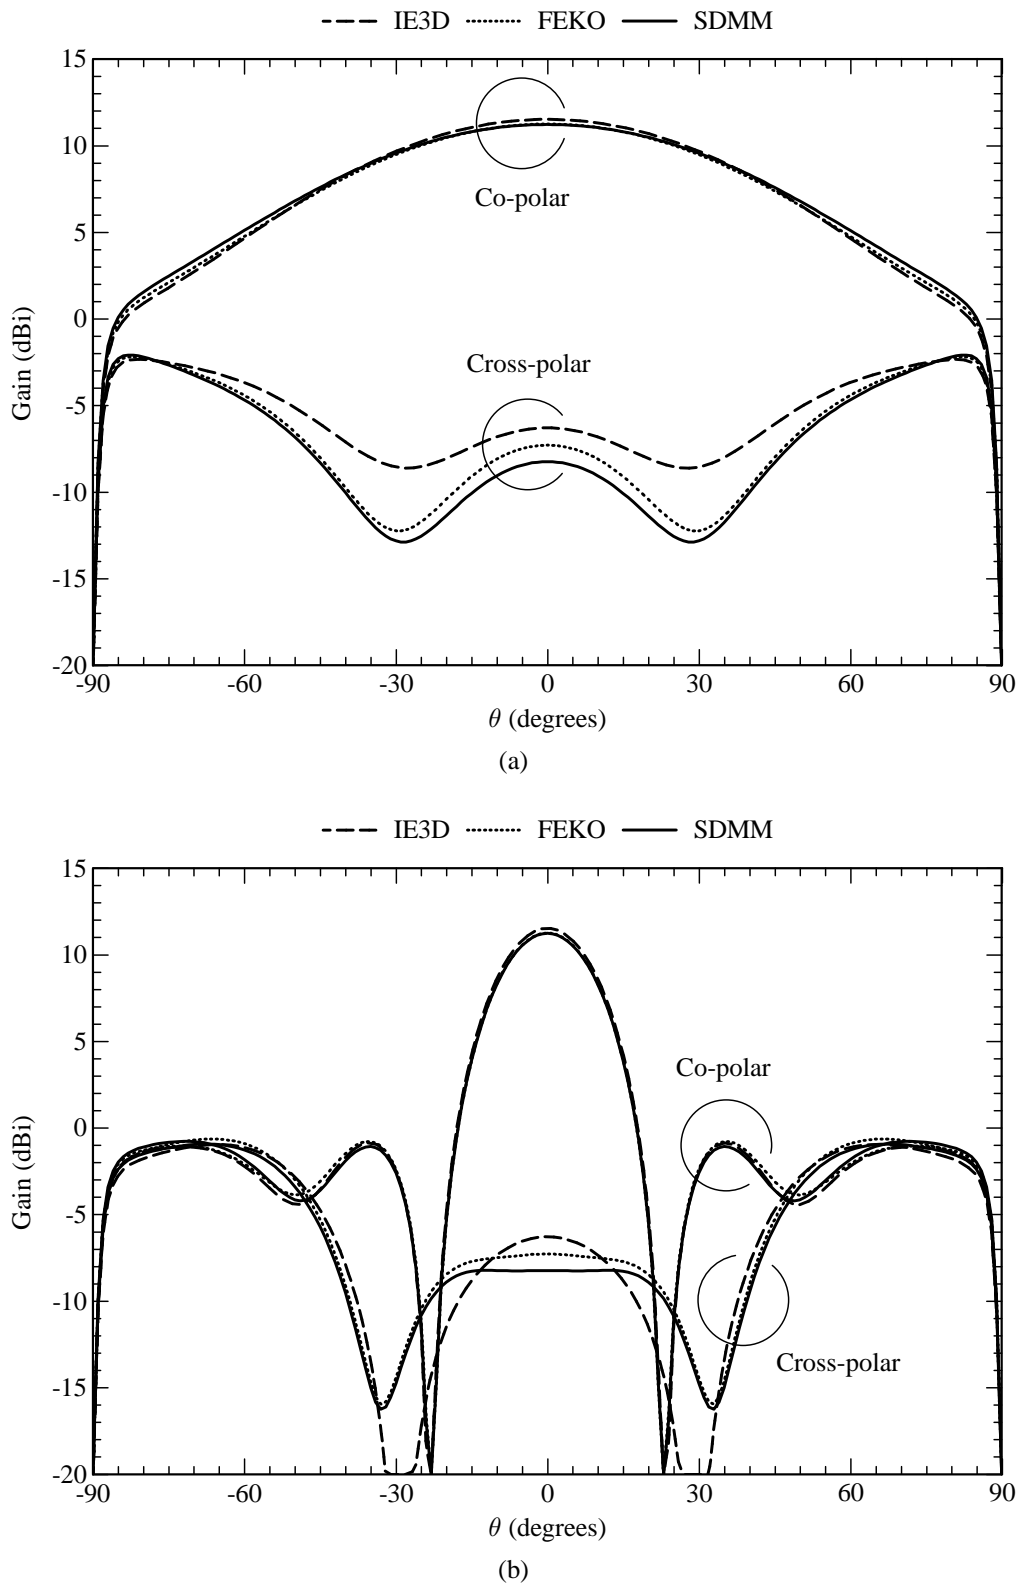 IE3D FEKO SDMM
15
10
5
0
-5
-10
-15
-20
Gain (dBi)
Co-polar
Cross-polar
-90 -60 -30 0 30 60 90
θ (degrees)
(a)
IE3D FEKO SDMM
15
10
5
0
-5
-10
-15
-20
Gain (dBi)
Co-polar
Cross-polar
-90 -60 -30 0 30 60 90
θ (degrees)
(b)